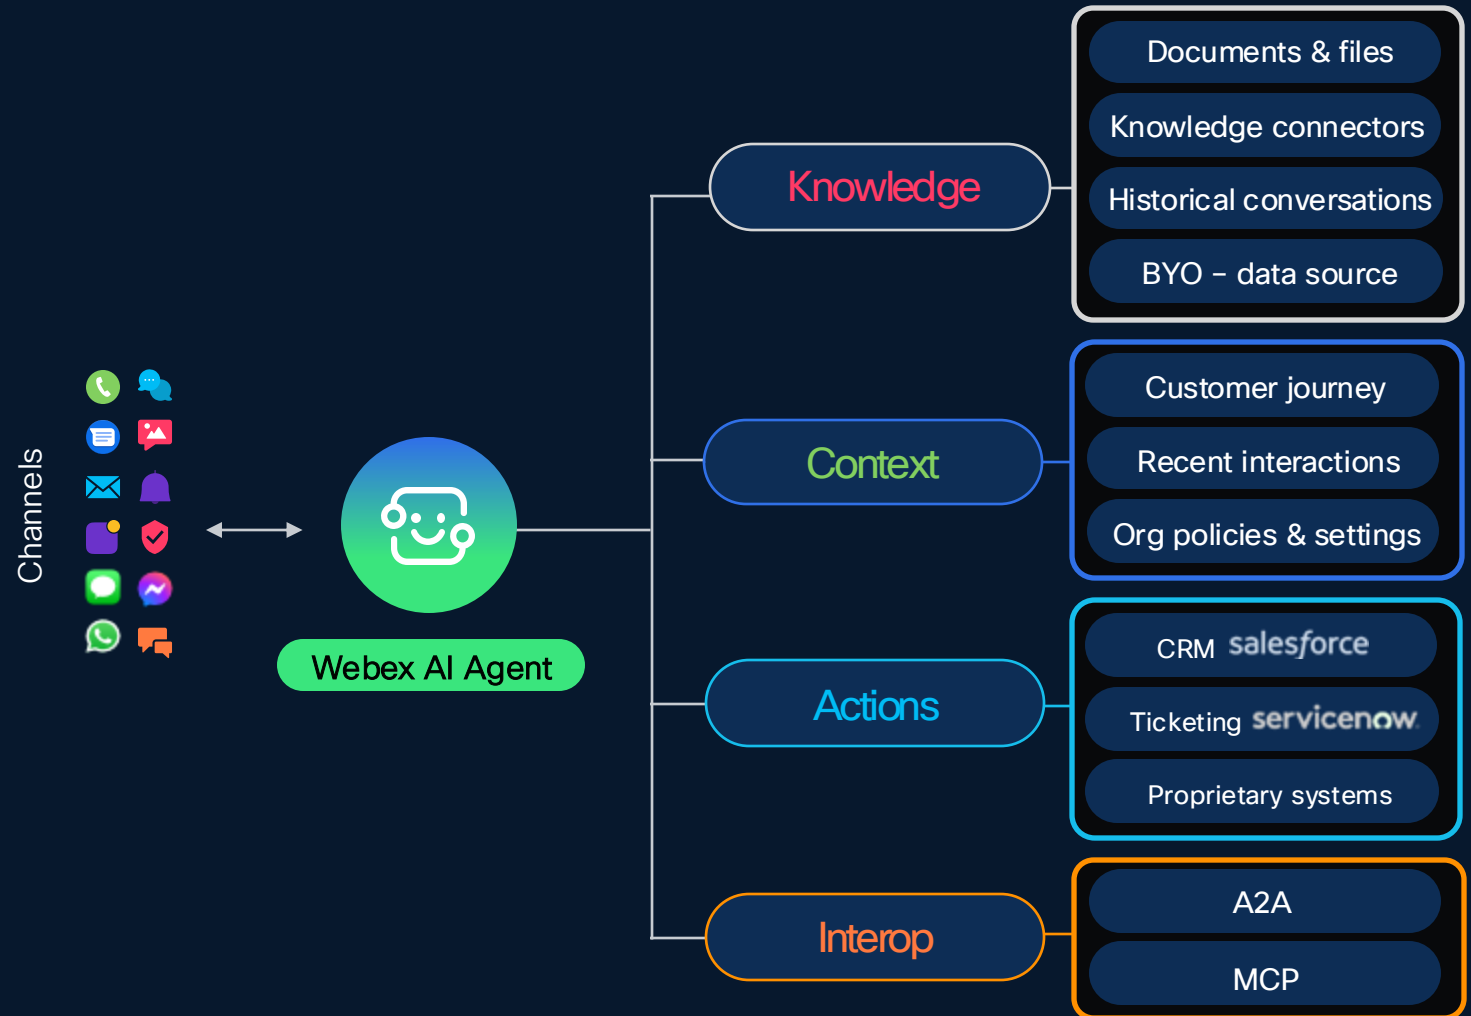 Channels
Webex AI Agent
Knowledge
Documents & files
Knowledge connectors
Historical conversations
BYO - data source
Context
Customer journey
Recent interactions
Org policies & settings
Actions
CRM salesforce
Ticketing servicenow
Proprietary systems
Interop
A2A
MCP